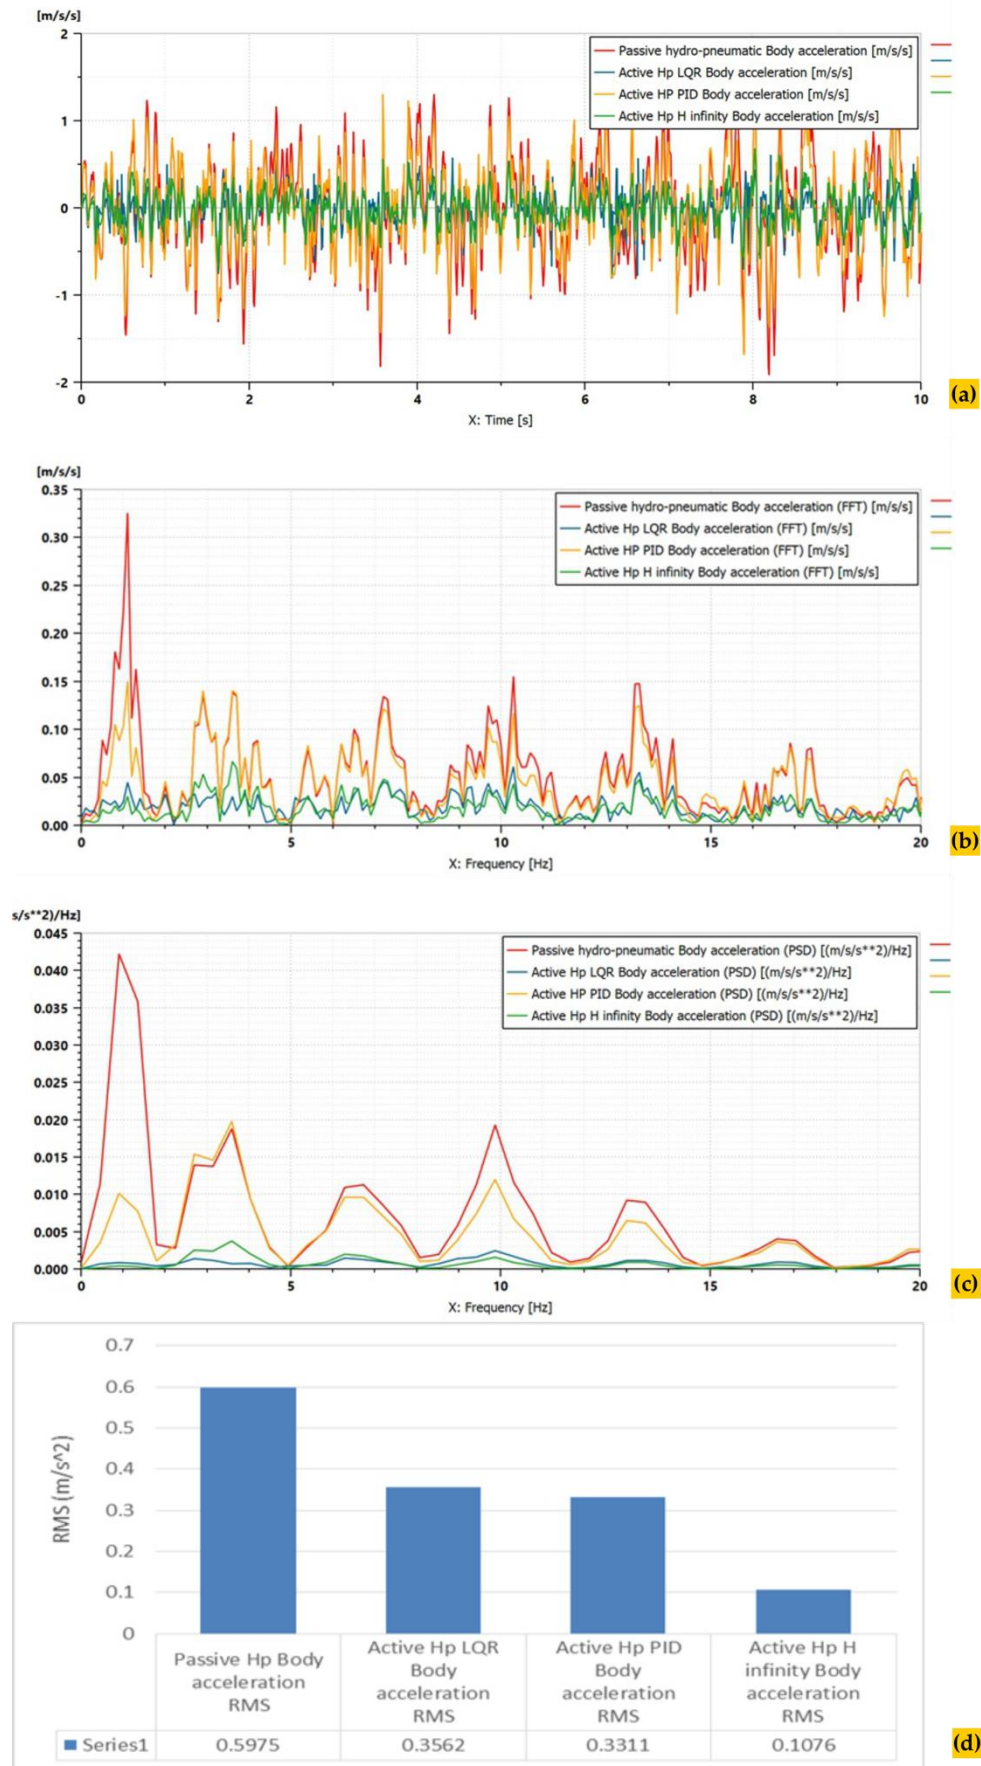 [m/s/s]
2
1
0
-1
-2
Passive hydro-pneumatic Body acceleration [m/s/s]
Active Hp LQR Body acceleration [m/s/s]
Active HP PID Body acceleration [m/s/s]
Active Hp H infinity Body acceleration [m/s/s]
0 2 4 6 8 10
X: Time [s]
(a)
[m/s/s]
0.35
0.30
0.25
0.20
0.15
0.10
0.05
0.00
Passive hydro-pneumatic Body acceleration (FFT) [m/s/s]
Active Hp LQR Body acceleration (FFT) [m/s/s]
Active HP PID Body acceleration (FFT) [m/s/s]
Active Hp H infinity Body acceleration (FFT) [m/s/s]
0 5 10 15 20
X: Frequency [Hz]
(b)
s/s**2)/Hz]
0.045
0.040
0.035
0.030
0.025
0.020
0.015
0.010
0.005
0.000
Passive hydro-pneumatic Body acceleration (PSD) [(m/s/s**2)/Hz]
Active Hp LQR Body acceleration (PSD) [(m/s/s**2)/Hz]
Active HP PID Body acceleration (PSD) [(m/s/s**2)/Hz]
Active Hp H infinity Body acceleration (PSD) [(m/s/s**2)/Hz]
0 5 10 15 20
X: Frequency [Hz]
(c)
RMS (m/s^2)
0.7
0.6
0.5
0.4
0.3
0.2
0.1
0
Passive Hp Body
acceleration
RMS
Active Hp LQR
Body
acceleration
RMS
Active Hp PID
Body
acceleration
RMS
Active Hp H
infinity Body
acceleration
RMS
Series1 0.5975 0.3562 0.3311 0.1076
(d)